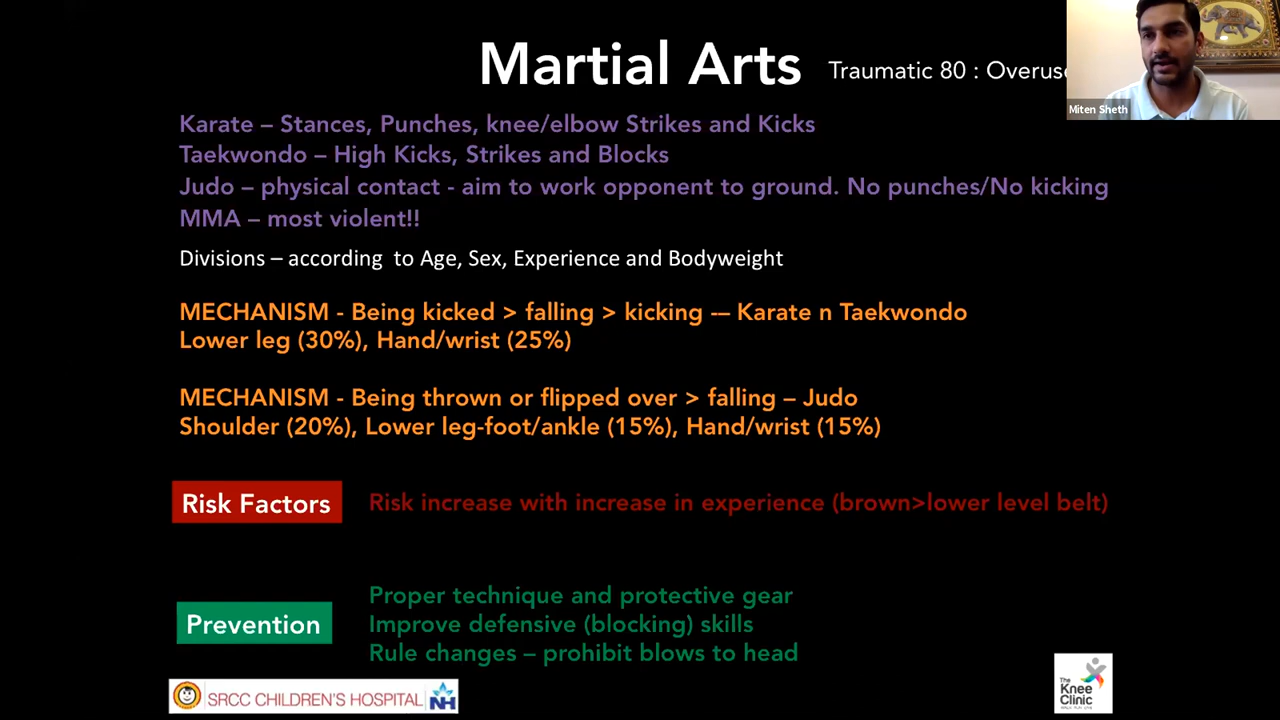 Martial Arts
Traumatic 80 : Overuse
Miten Sheth
Karate – Stances, Punches, knee/elbow Strikes and Kicks
Taekwondo – High Kicks, Strikes and Blocks
Judo – physical contact - aim to work opponent to ground. No punches/No kicking
MMA – most violent!!
Divisions – according to Age, Sex, Experience and Bodyweight
MECHANISM - Being kicked > falling > kicking -– Karate n Taekwondo
Lower leg (30%), Hand/wrist (25%)
MECHANISM - Being thrown or flipped over > falling – Judo
Shoulder (20%), Lower leg-foot/ankle (15%), Hand/wrist (15%)
Risk Factors
Risk increase with increase in experience (brown>lower level belt)
Prevention
Proper technique and protective gear
Improve defensive (blocking) skills
Rule changes – prohibit blows to head
SRCC CHILDREN'S HOSPITAL NH
The
Knee
Clinic